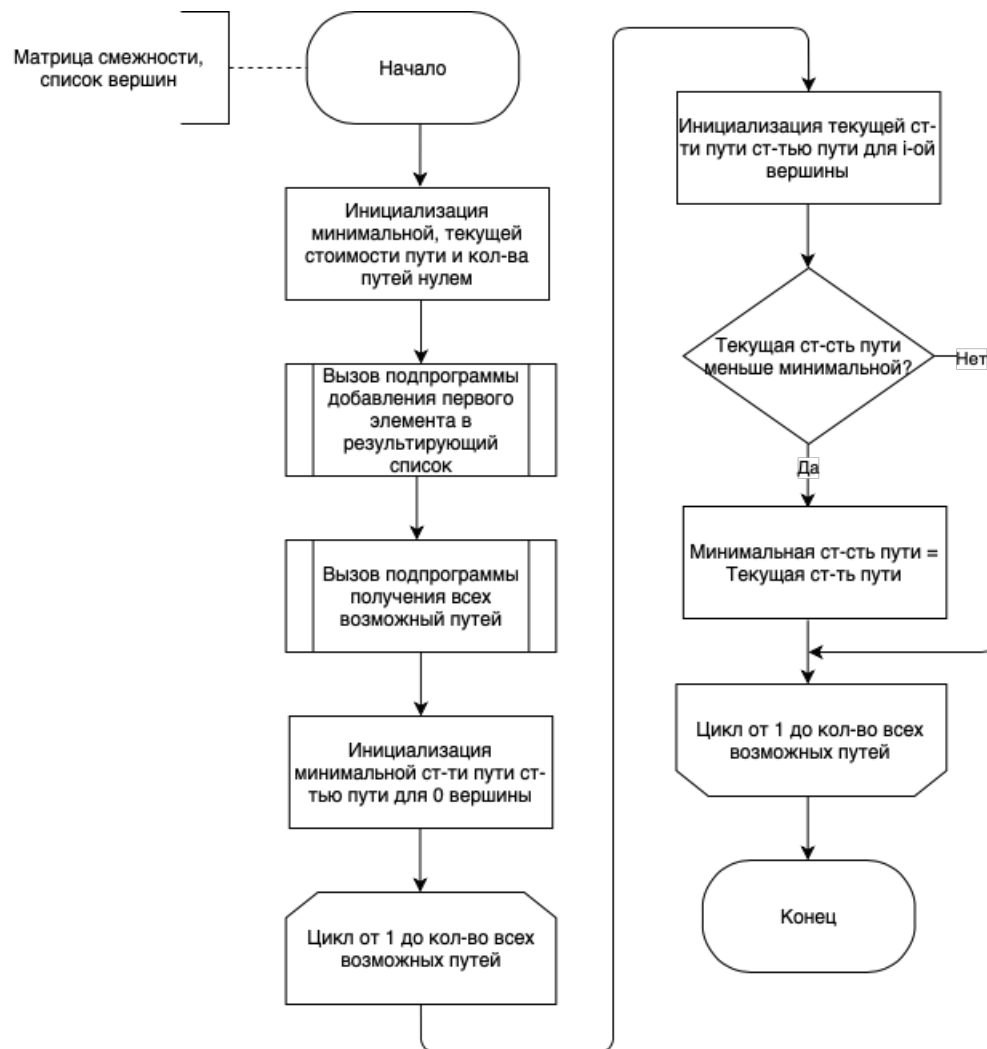 Матрица смежности,
список вершин
Начало
Инициализация
минимальной, текущей
стоимости пути и кол-ва
путей нулем
Вызов подпрограммы
добавления первого
элемента в
результирующий
список
Вызов подпрограммы
получения всех
возможный путей
Инициализация
минимальной ст-ти пути ст-
тью пути для 0 вершины
Цикл от 1 до кол-во всех
возможных путей
Инициализация текущей ст-
ти пути ст-тью пути для i-ой
вершины
Текущая ст-сть пути
меньше минимальной?
Нет
Да
Минимальная ст-сть пути =
Текущая ст-ть пути
Цикл от 1 до кол-во всех
возможных путей
Конец